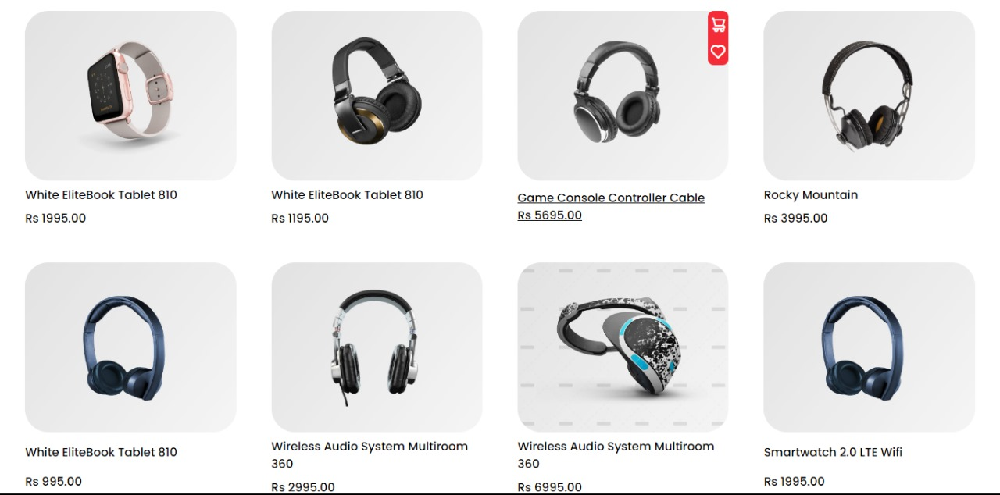 White EliteBook Tablet 810
White EliteBook Tablet 810
Game Console Controller Cable
Rocky Mountain
Rs 1995.00
Rs 1195.00
Rs 5695.00
Rs 3995.00
White EliteBook Tablet 810
Wireless Audio System Multiroom
360
Wireless Audio System Multiroom
360
Smartwatch 2.0 LTE Wifi
Rs 995.00
Rs 2995.00
Rs 6995.00
Rs 1995.00